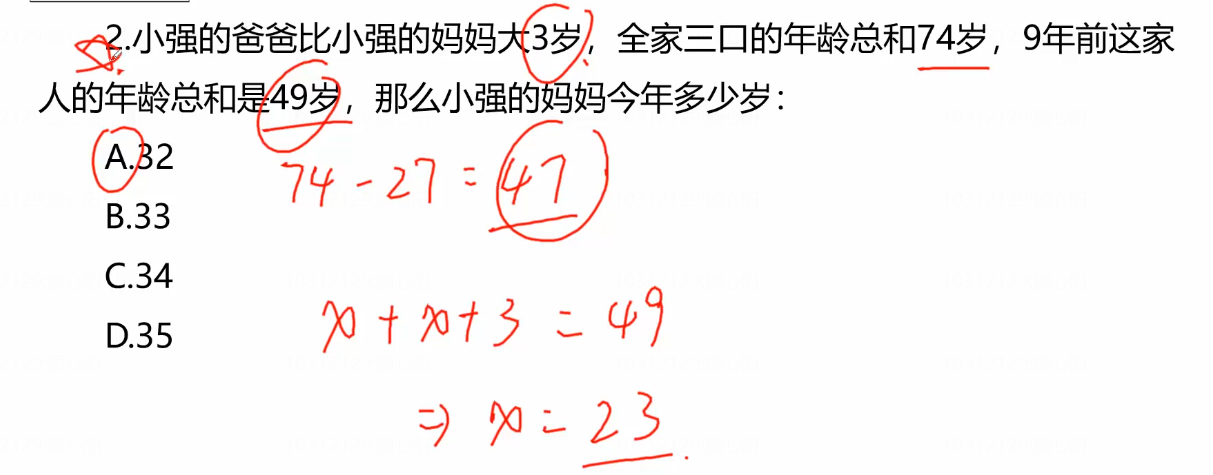 2.小强的爸爸比小强的妈妈大3岁，全家三口的年龄总和74岁，9年前这家
人的年龄总和是49岁，那么小强的妈妈今年多少岁：
A.32
74 - 27 = 47
B.33
C.34
x + x + 3 = 49
D.35
⇒ x = 23.